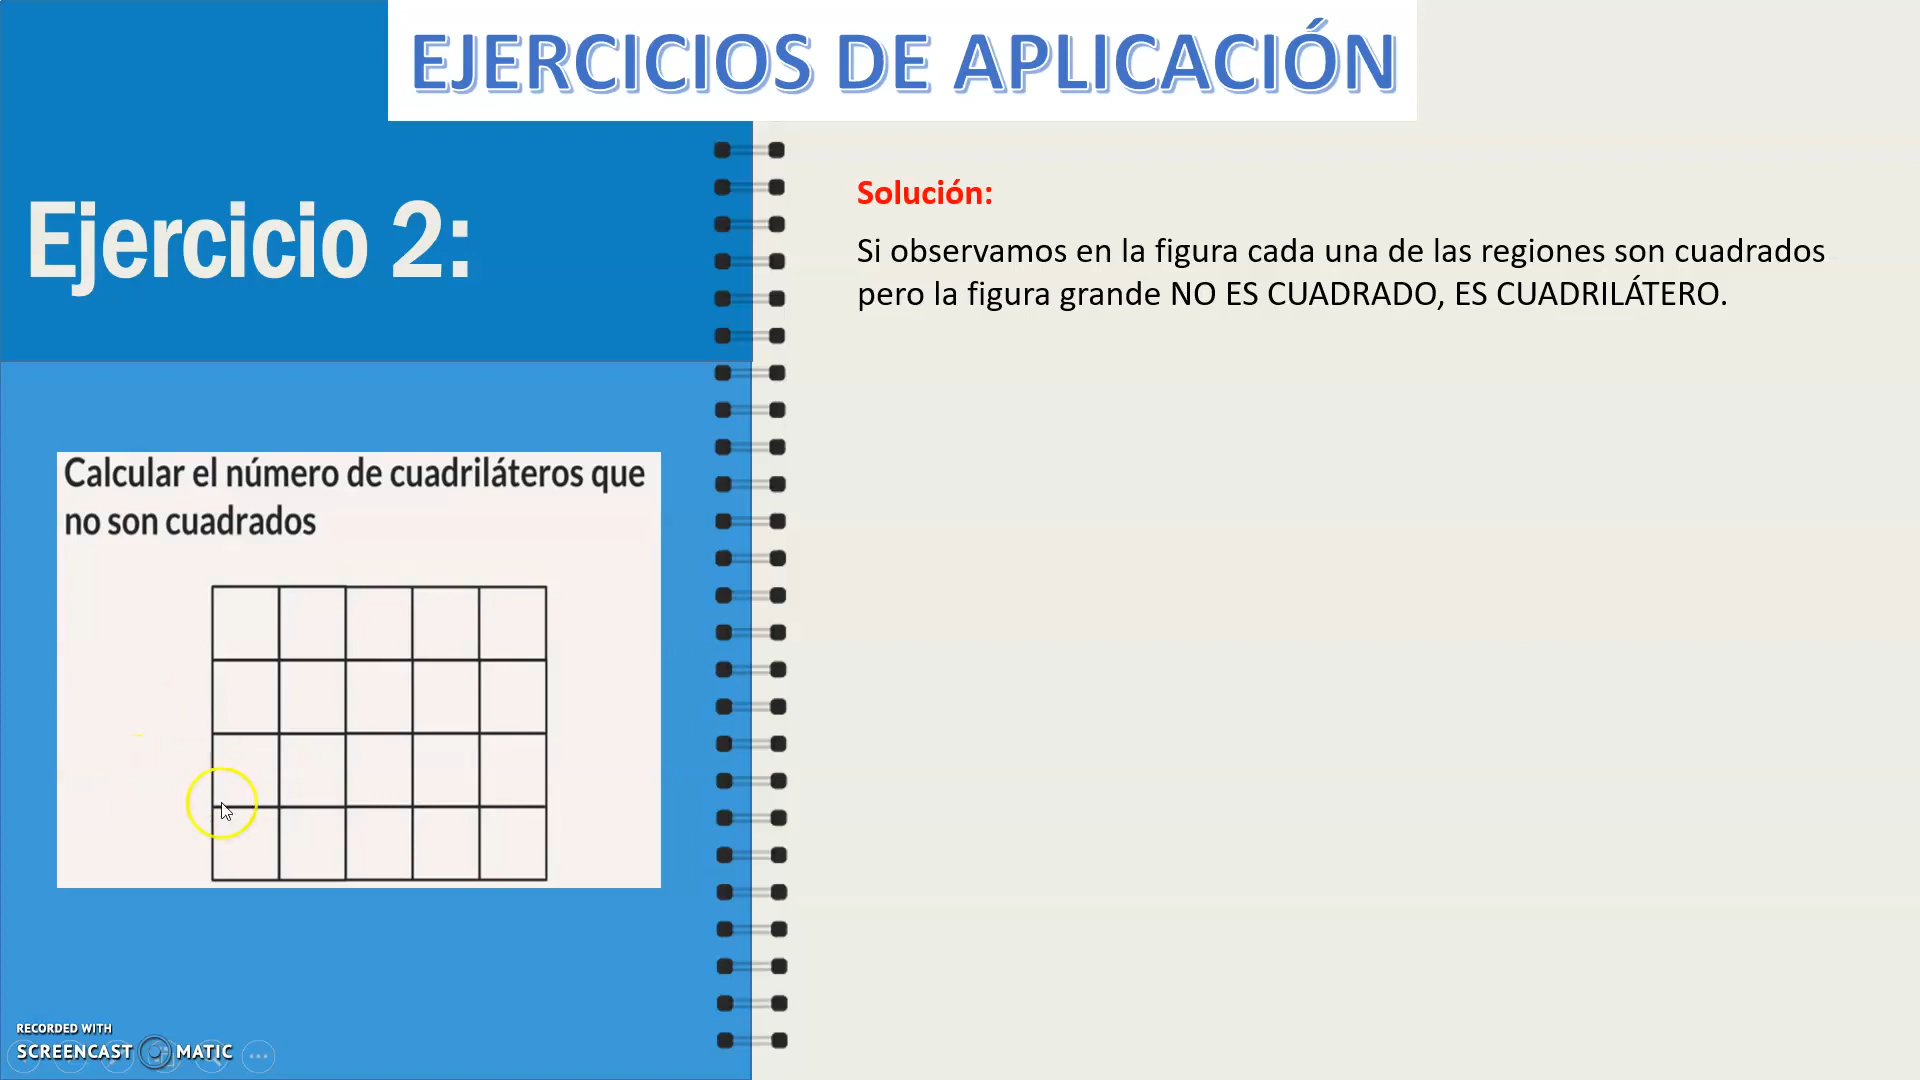 EJERCICIOS DE APLICACIÓN
Ejercicio 2:
Calcular el número de cuadriláteros que
no son cuadrados
Solución:
Si observamos en la figura cada una de las regiones son cuadrados
pero la figura grande NO ES CUADRADO, ES CUADRILÁTERO.
RECORDED WITH
SCREENCAST MATIC